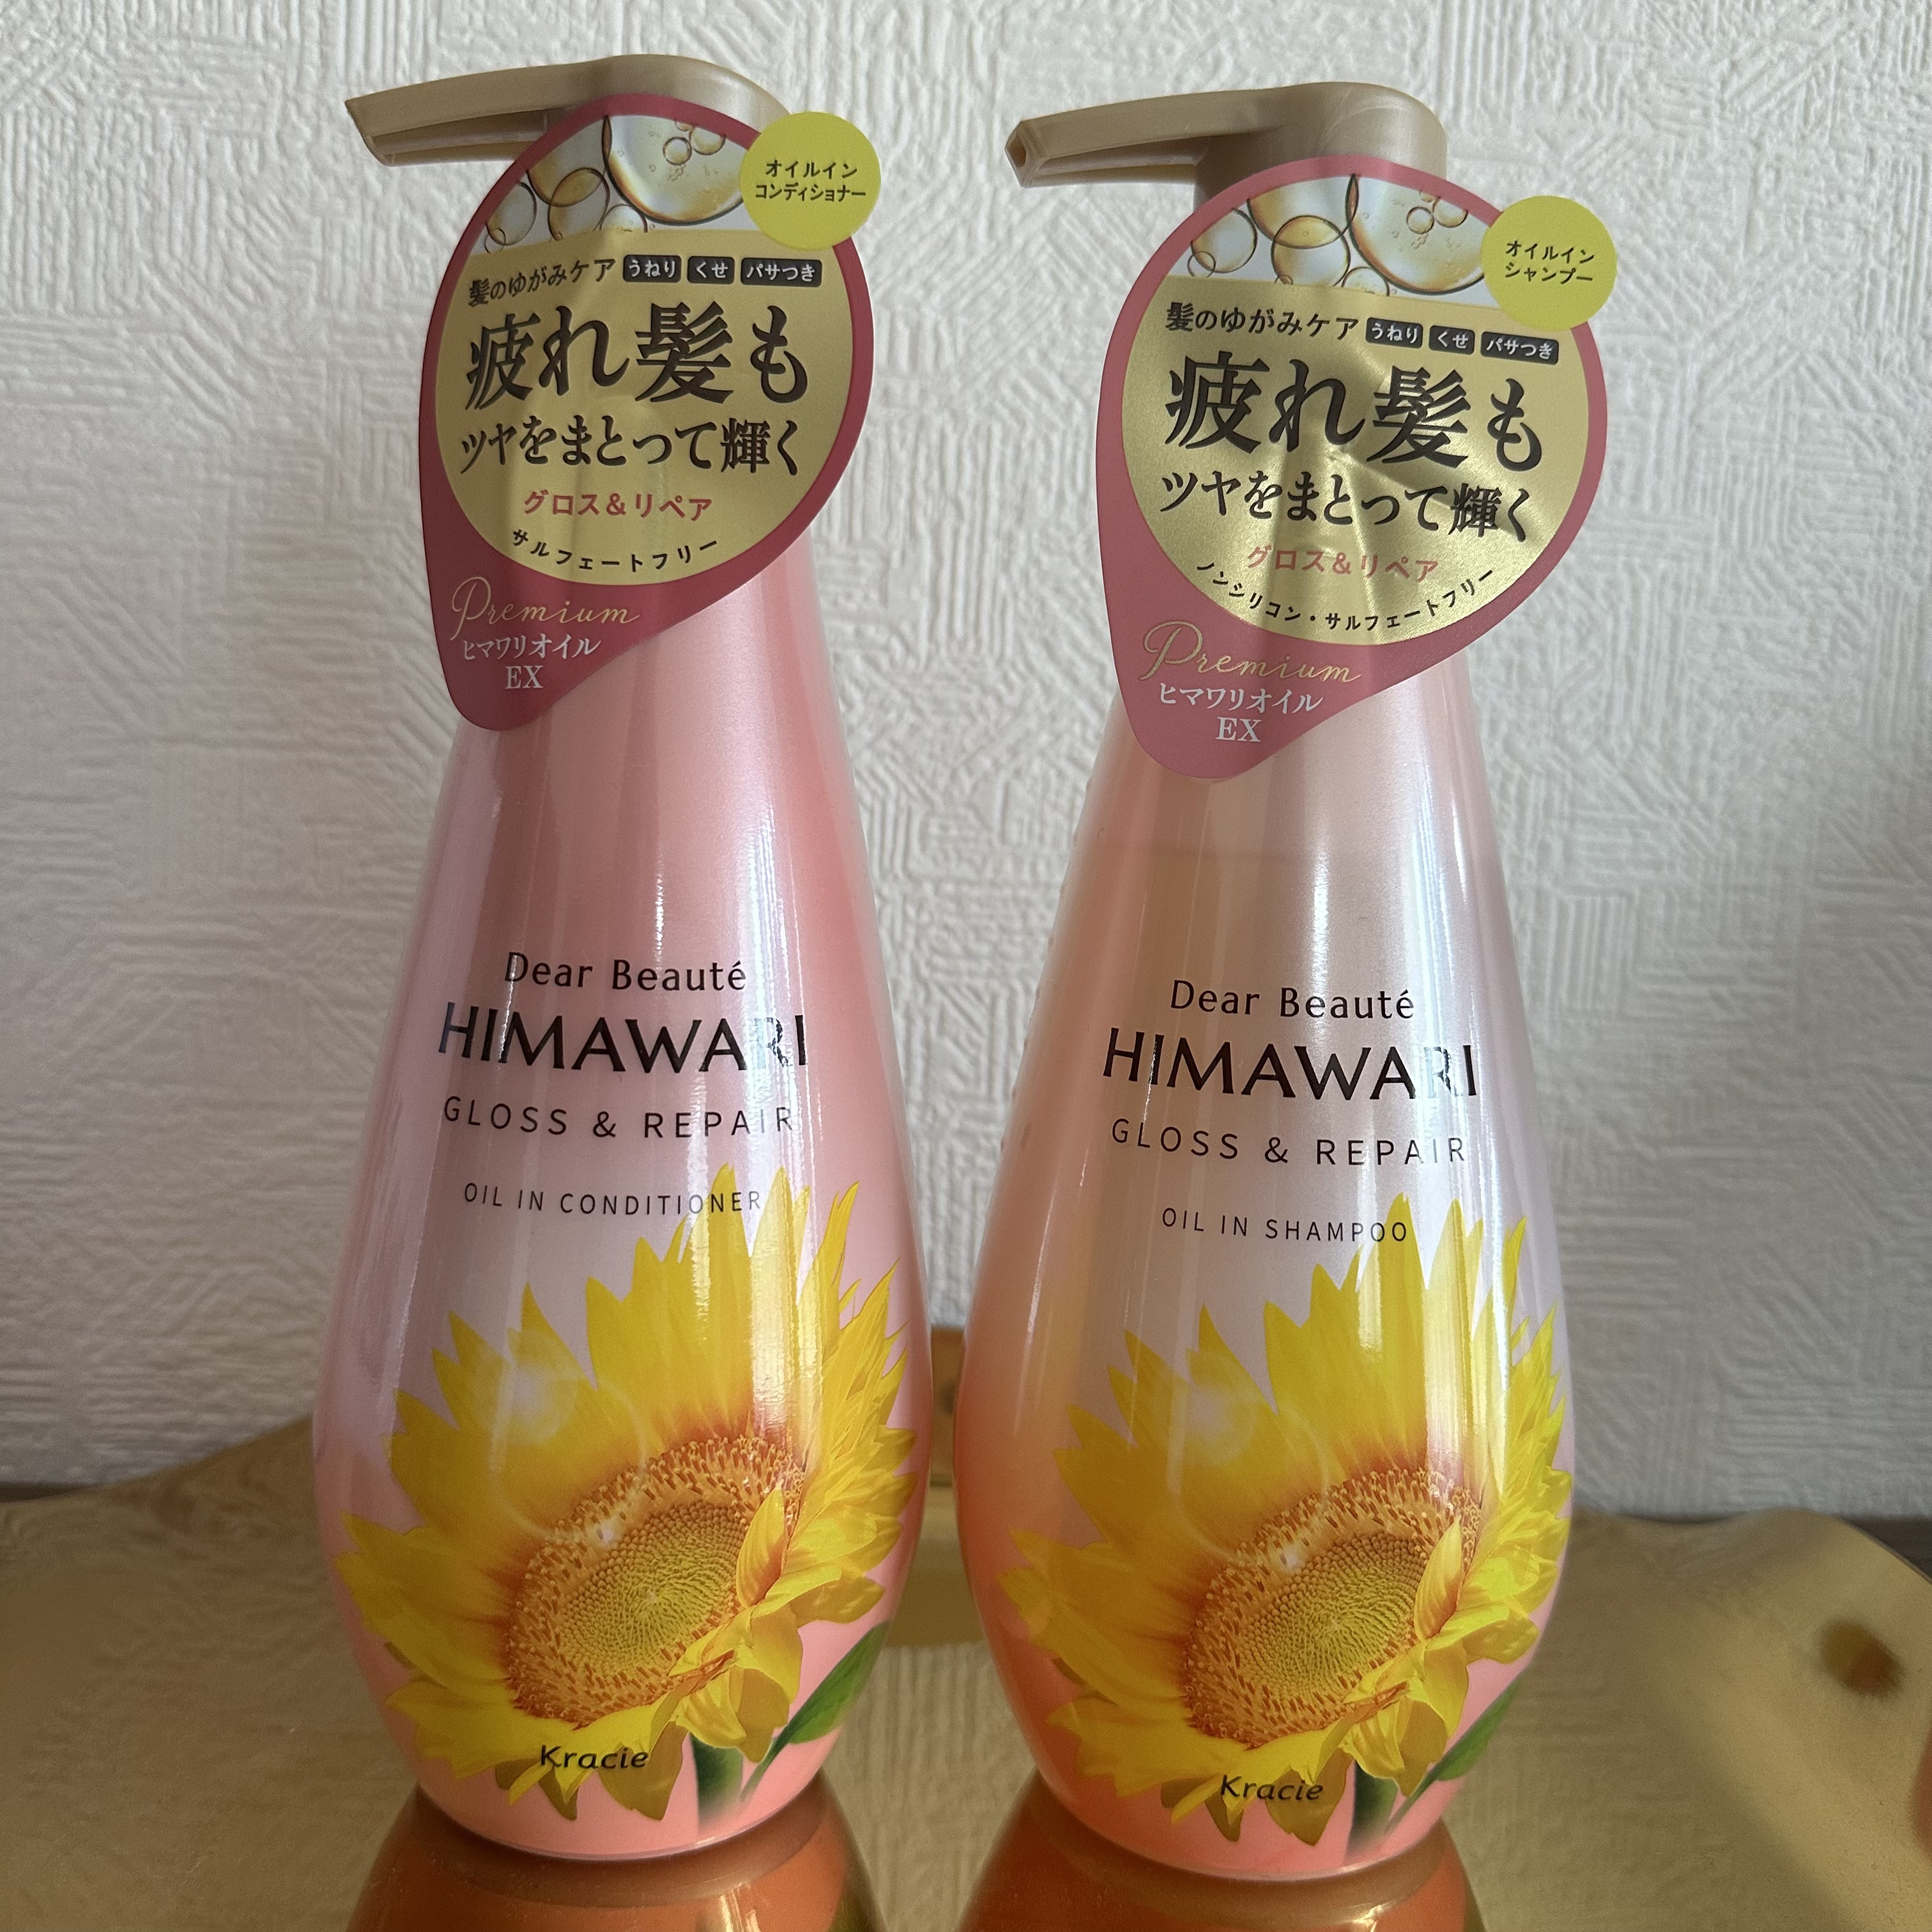 オイルイン
コンディショナー
髪のゆがみケア うねり くせ パサつき
疲れ髪も
ツヤをまとって輝く
グロス&リペア
サルフェートフリー
Premium
ヒマワリオイル
EX
Dear Beauté
HIMAWARI
GLOSS & REPAIR
OIL IN CONDITIONER
Kracie
オイルイン
シャンプー
髪のゆがみケア うねり くせ パサつき
疲れ髪も
ツヤをまとって輝く
グロス&リペア
ノンシリコン・サルフェートフリー
Premium
ヒマワリオイル
EX
Dear Beauté
HIMAWARI
GLOSS & REPAIR
OIL IN SHAMPOO
Kracie